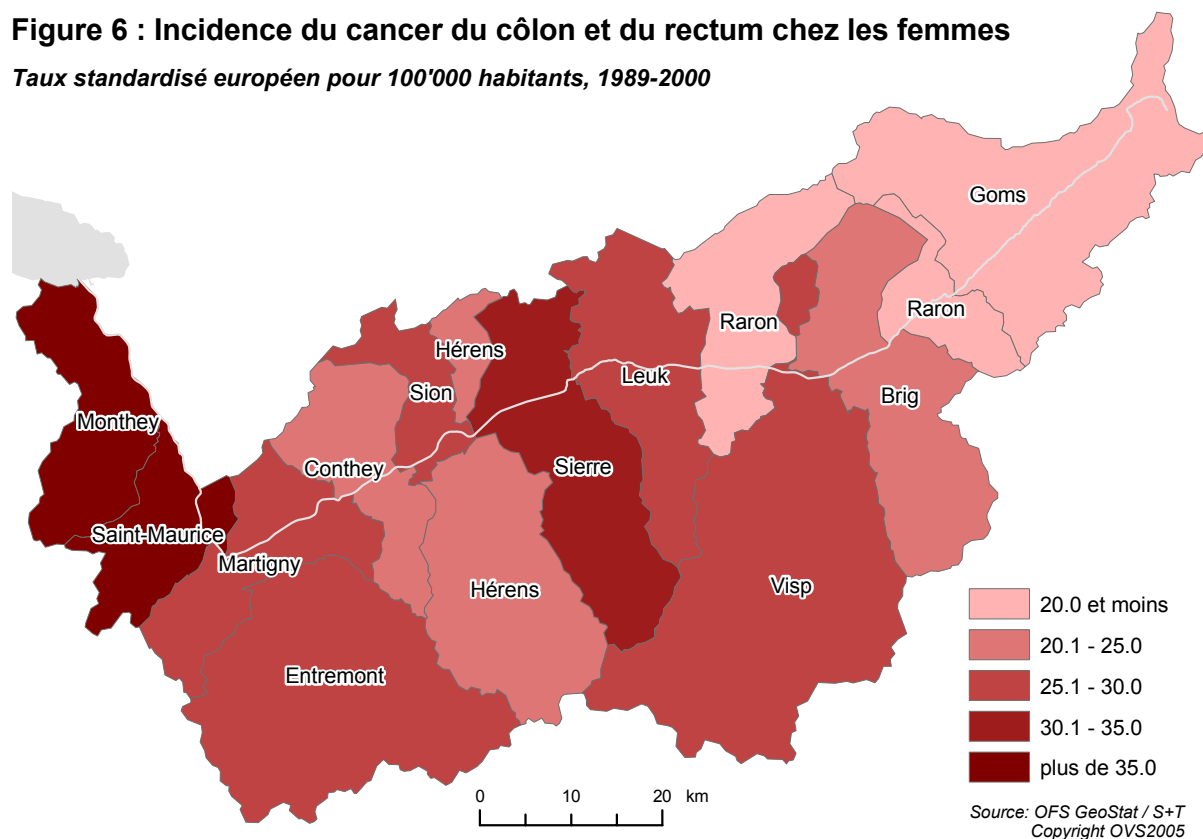 Figure 6 : Incidence du cancer du côlon et du rectum chez les femmes
Taux standardisé européen pour 100'000 habitants, 1989-2000
Goms
Raron
Raron
Hérens
Leuk
Sion
Brig
Monthey
Conthey
Sierre
Saint-Maurice
Martigny
Hérens
Visp
Entremont
20.0 et moins
20.1 - 25.0
25.1 - 30.0
30.1 - 35.0
plus de 35.0
0 10 20 km
Source: OFS GeoStat / S+T
Copyright OVS2005